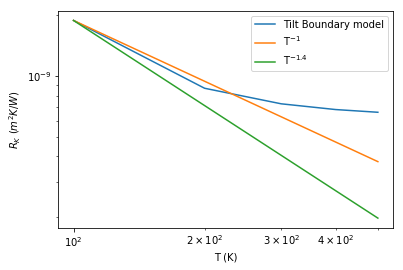 Tilt Boundary model
T⁻¹
T⁻¹·⁴
10⁻⁹
R_K (m²K/W)
10² 2 × 10² 3 × 10² 4 × 10²
T (K)